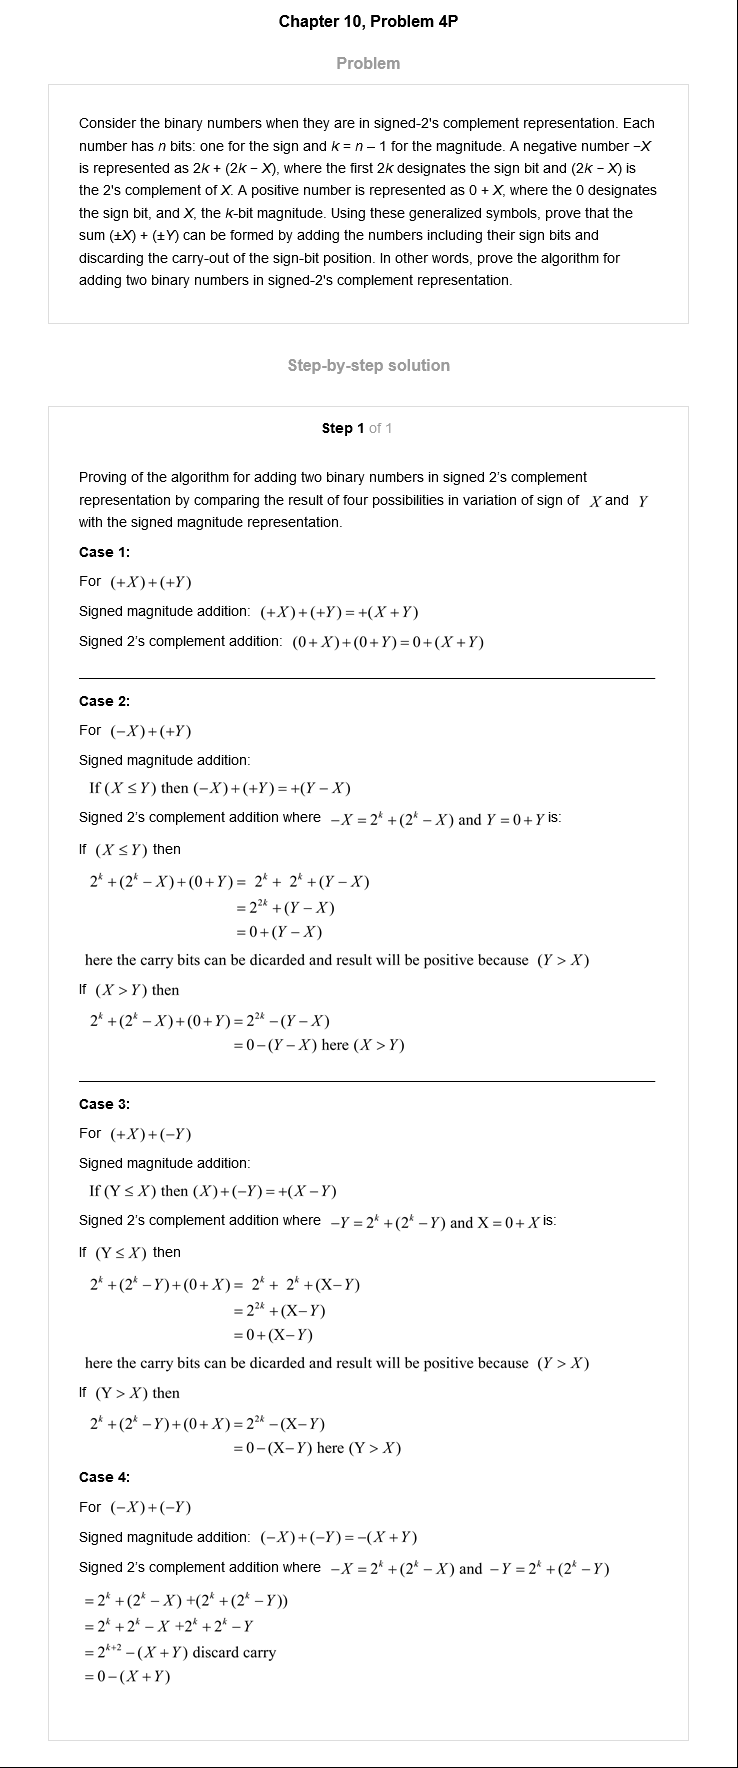 Chapter 10, Problem 4P
Problem
Consider the binary numbers when they are in signed-2's complement representation. Each
number has n bits: one for the sign and k = n – 1 for the magnitude. A negative number −X
is represented as 2k + (2k − X), where the first 2k designates the sign bit and (2k − X) is
the 2's complement of X. A positive number is represented as 0 + X, where the 0 designates
the sign bit, and X, the k-bit magnitude. Using these generalized symbols, prove that the
sum (±X) + (±Y) can be formed by adding the numbers including their sign bits and
discarding the carry-out of the sign-bit position. In other words, prove the algorithm for
adding two binary numbers in signed-2's complement representation.
Step-by-step solution
Step 1 of 1
Proving of the algorithm for adding two binary numbers in signed 2's complement
representation by comparing the result of four possibilities in variation of sign of X and Y
with the signed magnitude representation.
Case 1:
For (+X)+(+Y)
Signed magnitude addition: (+X)+(+Y)=+(X+Y)
Signed 2's complement addition: (0+X)+(0+Y)=0+(X+Y)
Case 2:
For (−X)+(+Y)
Signed magnitude addition:
If (X ≤ Y) then (−X)+(+Y)=+(Y−X)
Signed 2's complement addition where −X = 2^k +(2^k −X) and Y = 0+Y is:
If (X ≤ Y) then
2^k +(2^k −X)+(0+Y)= 2^k + 2^k +(Y−X)
=2^2k +(Y−X)
=0+(Y−X)
here the carry bits can be dicarded and result will be positive because (Y > X)
If (X > Y) then
2^k +(2^k −X)+(0+Y)=2^2k −(Y−X)
=0−(Y−X) here (X > Y)
Case 3:
For (+X)+(−Y)
Signed magnitude addition:
If (Y ≤ X) then (X)+(−Y)=+(X−Y)
Signed 2's complement addition where −Y = 2^k +(2^k −Y) and X = 0+X is:
If (Y ≤ X) then
2^k +(2^k −Y)+(0+X)= 2^k + 2^k +(X−Y)
=2^2k +(X−Y)
=0+(X−Y)
here the carry bits can be dicarded and result will be positive because (Y > X)
If (Y > X) then
2^k +(2^k −Y)+(0+X)=2^2k −(X−Y)
=0−(X−Y) here (Y > X)
Case 4:
For (−X)+(−Y)
Signed magnitude addition: (−X)+(−Y)=−(X+Y)
Signed 2's complement addition where −X = 2^k +(2^k −X) and −Y = 2^k +(2^k −Y)
=2^k +(2^k −X) +(2^k +(2^k −Y))
=2^k +2^k −X +2^k +2^k −Y
=2^k+2 −(X+Y) discard carry
=0−(X+Y)